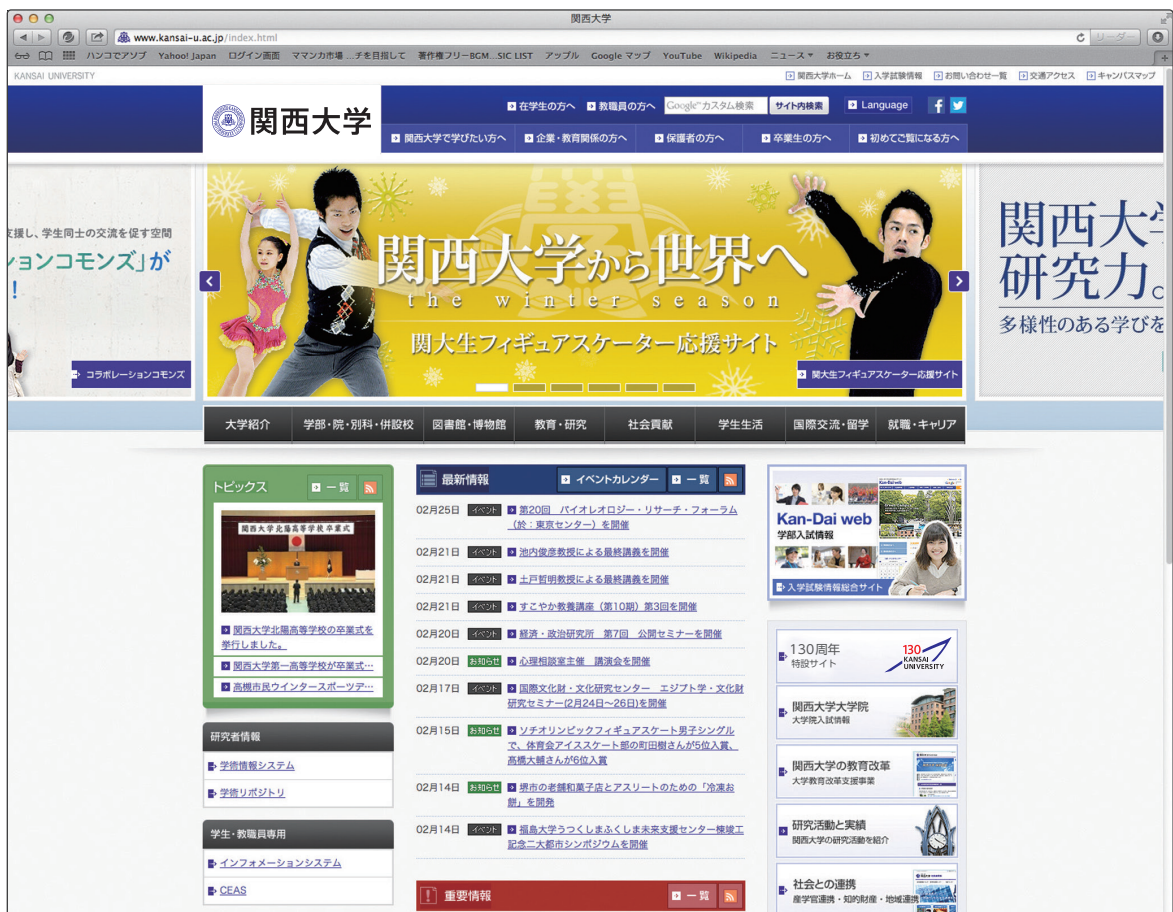 関西大学
www.kansai-u.ac.jp/index.html
リーダー
ハンコでアソブ Yahoo! Japan ログイン画面 ママンカ市場 ...チを目指して 著作権フリーBGM...SIC LIST アップル Google マップ YouTube Wikipedia ニュース お役立ち
KANSAI UNIVERSITY
関西大学ホーム 入学試験情報 お問い合わせ一覧 交通アクセス キャンパスマップ
関西大学
在学生の方へ 教職員の方へ Google™カスタム検索 サイト内検索 Language
関西大学で学びたい方へ 企業・教育関係の方へ 保護者の方へ 卒業生の方へ 初めてご覧になる方へ
支援し、学生同士の交流を促す空間
ションコモンズ」が
!
コラボレーションコモンズ
関西大学から世界へ
the winter season
関大生フィギュアスケーター応援サイト
関大生フィギュアスケーター応援サイト
関西大学
研究力。
多様性のある学びを
大学紹介 学部・院・別科・併設校 図書館・博物館 教育・研究 社会貢献 学生生活 国際交流・留学 就職・キャリア
トピックス 一覧
関西大学北陽高等学校卒業式
関西大学北陽高等学校の卒業式を
挙行しました。
関西大学第一高等学校が卒業式…
高槻市民ウインタースポーツデ…
研究者情報
学術情報システム
学術リポジトリ
学生・教職員専用
インフォメーションシステム
CEAS
最新情報 イベントカレンダー 一覧
02月25日 イベント 第20回 バイオレオロジー・リサーチ・フォーラム
（於：東京センター）を開催
02月21日 イベント 池内俊彦教授による最終講義を開催
02月21日 イベント 土戸哲明教授による最終講義を開催
02月21日 イベント すこやか教養講座（第10期）第3回を開催
02月20日 イベント 経済・政治研究所 第7回 公開セミナーを開催
02月20日 お知らせ 心理相談室主催 講演会を開催
02月17日 イベント 国際文化財・文化研究センター エジプト学・文化財
研究セミナー(2月24日～26日)を開催
02月15日 お知らせ ソチオリンピックフィギュアスケート男子シングル
で、体育会アイススケート部の町田樹さんが5位入賞、
高橋大輔さんが6位入賞
02月14日 お知らせ 堺市の老舗和菓子店とアスリートのための「冷凍お
餅」を開発
02月14日 イベント 福島大学うつくしまふくしま未来支援センター棟竣工
記念二大都市シンポジウムを開催
重要情報 一覧
Kan-Dai web
学部入試情報
入学試験情報総合サイト
130周年
特設サイト
130
KANSAI
UNIVERSITY
関西大学大学院
大学院入試情報
関西大学の教育改革
大学教育改革支援事業
研究活動と実績
関西大学の研究活動を紹介
社会との連携
産学官連携・知的財産・地域連携